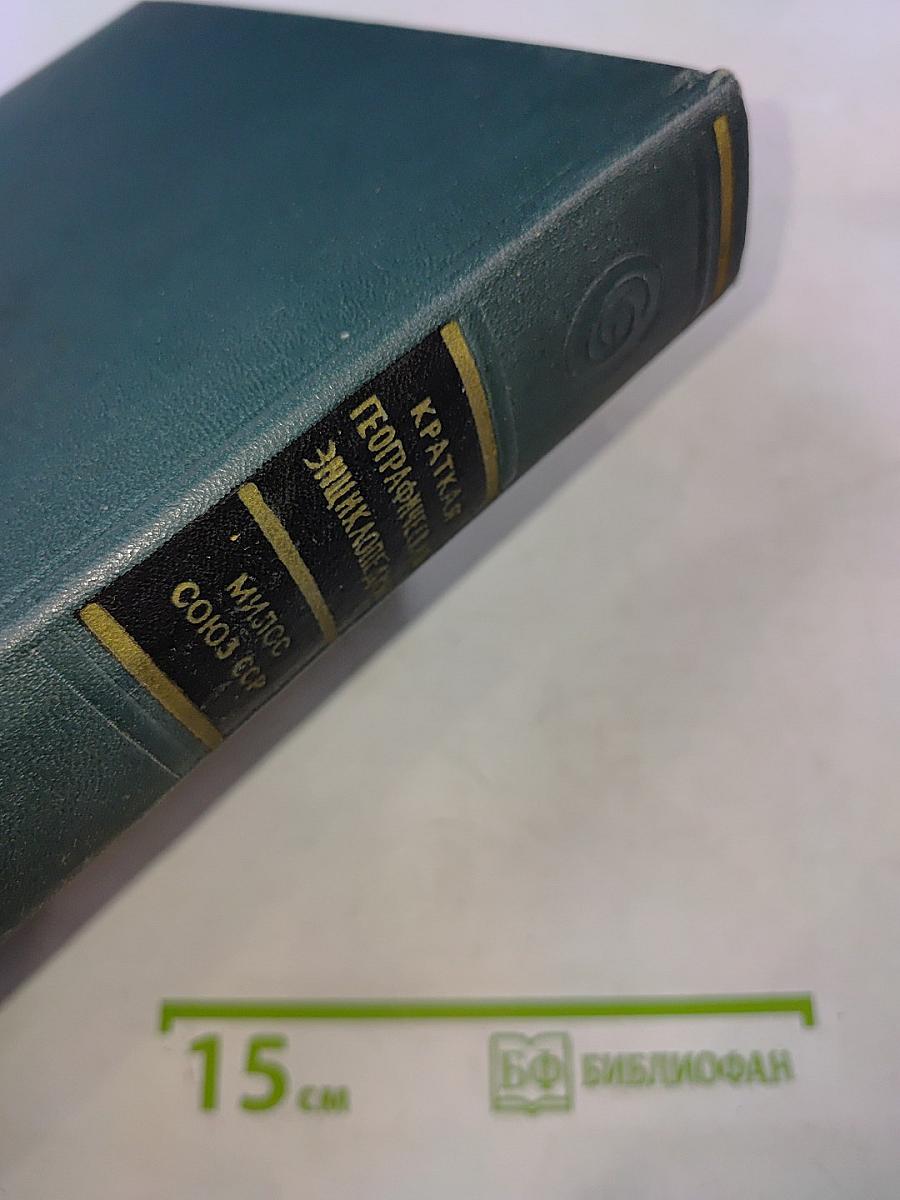 КРАТКАЯ
ГЕОГРАФИЧЕСКАЯ
ЭНЦИКЛОПЕДИЯ
МИЛОС
СОЮЗ ССР
15 см
БФ БИБЛИОФАН